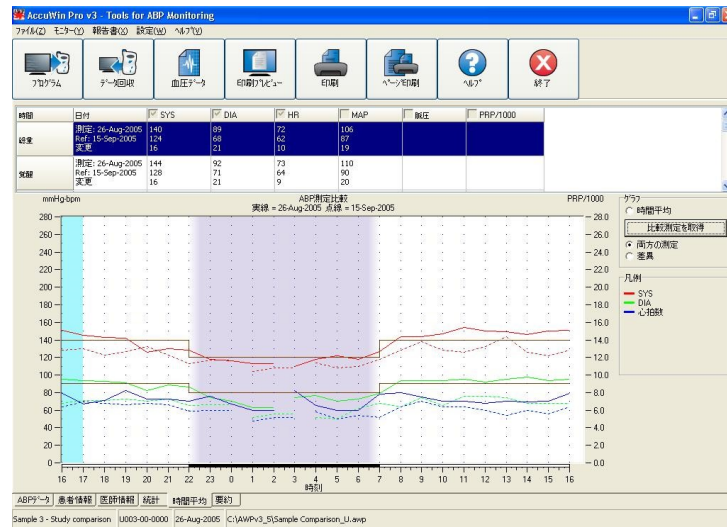 AccuWin Pro v3 - Tools for ABP Monitoring
ファイル(Z) モニター(Y) 報告書(X) 設定(W) ヘルプ(V)
プログラム データ回収 血圧データ 印刷プレビュー 印刷 ページ印刷 ヘルプ 終了
時間 日付 SYS DIA HR MAP 脈圧 PRP/1000
総量 測定: 26-Aug-2005 140 89 72 106
Ref: 15-Sep-2005 124 68 62 87
変更 16 21 10 19
覚醒 測定: 26-Aug-2005 144 92 73 110
Ref: 15-Sep-2005 128 71 64 90
変更 16 21 9 20
mmHg-bpm ABP測定比較 PRP/1000
実線 = 26-Aug-2005 点線 = 15-Sep-2005
280 28.0
260 26.0
240 24.0
220 22.0
200 20.0
180 18.0
160 16.0
140 14.0
120 12.0
100 10.0
80 8.0
60 6.0
40 4.0
20 2.0
0 0.0
16 17 18 19 20 21 22 23 0 1 2 3 4 5 6 7 8 9 10 11 12 13 14 15 16
時刻
グラフ
時間平均
比較測定を取得
両方の測定
差異
凡例
SYS
DIA
心拍数
ABPデータ 患者情報 医師情報 統計 時間平均 要約
Sample 3 - Study comparison U003-00-0000 26-Aug-2005 C:\AWPv3_5\Sample Comparison_U.awp